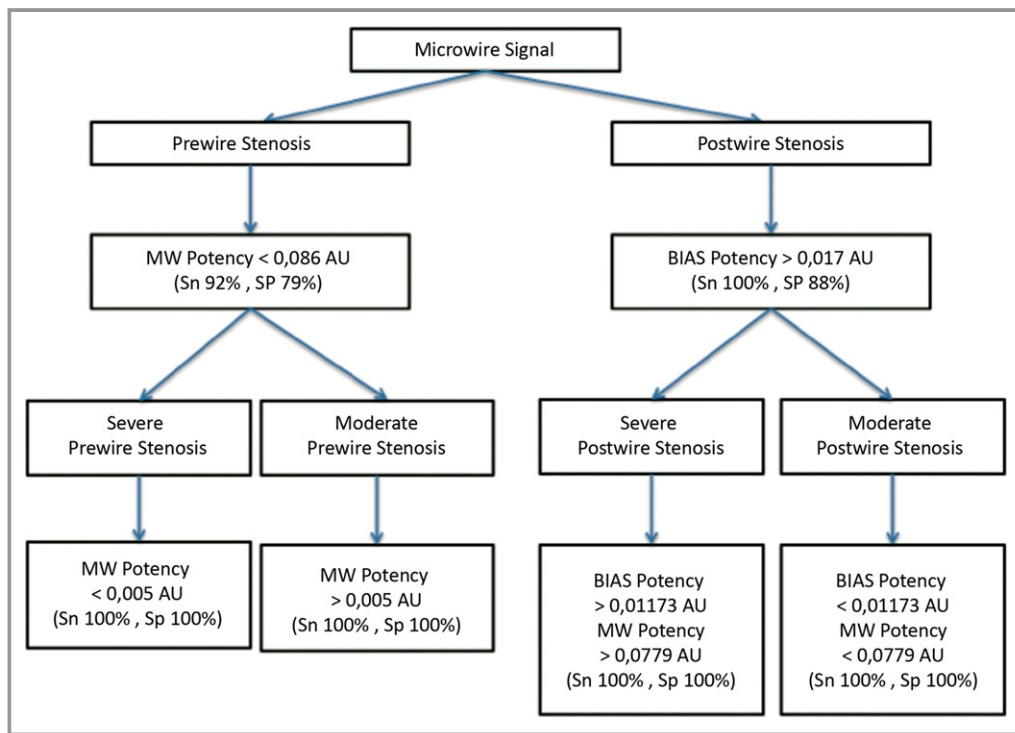 Microwire Signal
Prewire Stenosis
Postwire Stenosis
MW Potency < 0,086 AU
(Sn 92% , SP 79%)
BIAS Potency > 0,017 AU
(Sn 100% , SP 88%)
Severe
Prewire Stenosis
Moderate
Prewire Stenosis
Severe
Postwire Stenosis
Moderate
Postwire Stenosis
MW Potency
< 0,005 AU
(Sn 100% , Sp 100%)
MW Potency
> 0,005 AU
(Sn 100% , Sp 100%)
BIAS Potency
> 0,01173 AU
MW Potency
> 0,0779 AU
(Sn 100% , Sp 100%)
BIAS Potency
< 0,01173 AU
MW Potency
< 0,0779 AU
(Sn 100% , Sp 100%)